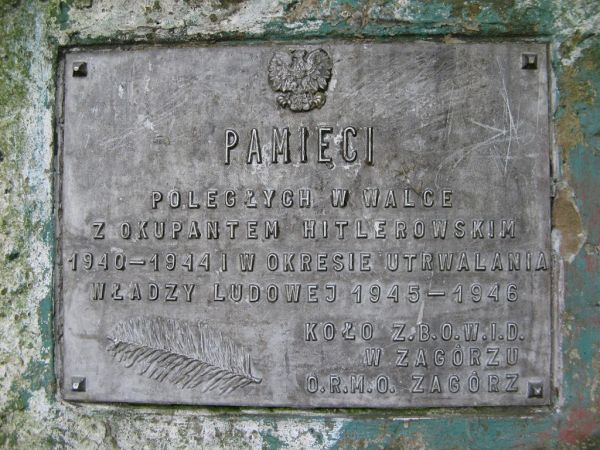 PAMIĘCI
POLEGŁYCH W WALCE
Z OKUPANTEM HITLEROWSKIM
1940-1944 I W OKRESIE UTRWALANIA
WŁADZY LUDOWEJ 1945-1946
KOŁO Z.B.O.W.I.D.
W ZAGÓRZU
O.R.M.O. ZAGÓRZ